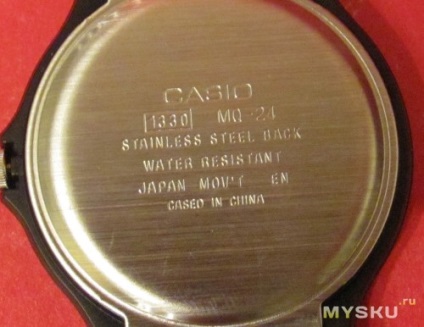 CASIO
1330 MQ-24
STAINLESS STEEL BACK
WATER RESISTANT
JAPAN MOV'T EN
CASED IN CHINA
MYSKU.ru